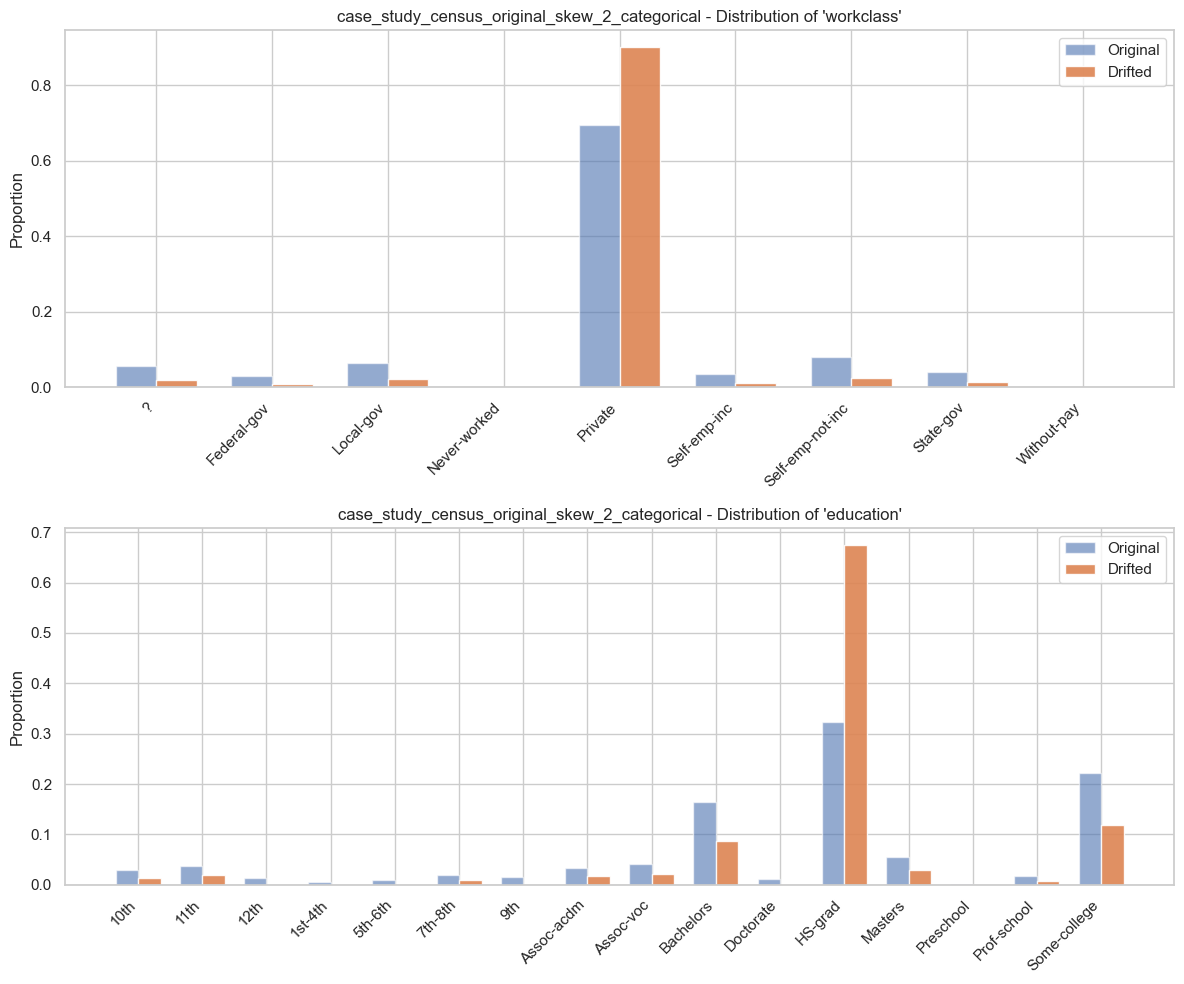 case_study_census_original_skew_2_categorical - Distribution of 'workclass'
Original
Drifted
Proportion
0.8
0.6
0.4
0.2
0.0
?
Federal-gov
Local-gov
Never-worked
Private
Self-emp-inc
Self-emp-not-inc
State-gov
Without-pay
case_study_census_original_skew_2_categorical - Distribution of 'education'
Original
Drifted
Proportion
0.7
0.6
0.5
0.4
0.3
0.2
0.1
0.0
10th
11th
12th
1st-4th
5th-6th
7th-8th
9th
Assoc-acdm
Assoc-voc
Bachelors
Doctorate
HS-grad
Masters
Preschool
Prof-school
Some-college